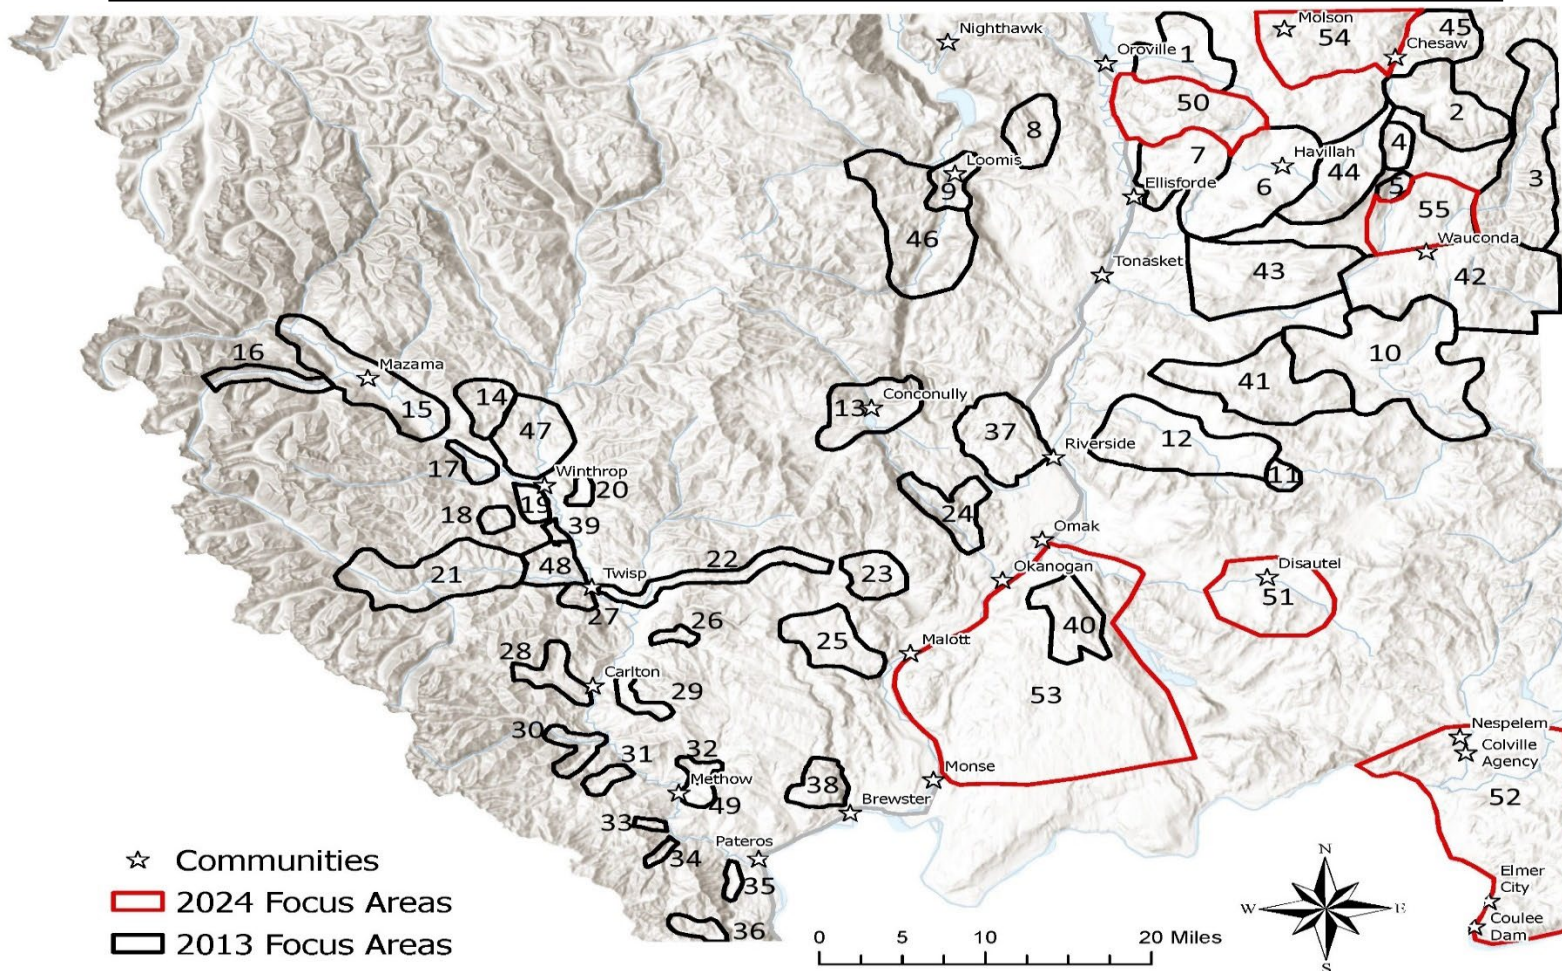 Molson
54
45
Nighthawk
Chesaw
1
Oroville
50
2
8
7
4
Havillah
Loomis
44
3
9
Ellisforde
6
5
55
46
Wauconda
Tonasket
43
42
16
Mazama
10
14
41
15
13
Conconully
47
37
12
Riverside
17
Winthrop
11
20
19
18
24
39
Omak
22
48
21
23
Okanogan
Disautel
Twisp
51
27
26
40
25
28
Malott
Carlton
29
53
30
Nespelem
31
32
Colville
Agency
Methow
Monse
38
52
49
Brewster
33
Pateros
34
Communities
35
Elmer
City
2024 Focus Areas
N
W
E
S
Coulee
Dam
36
2013 Focus Areas
0 5 10 20 Miles